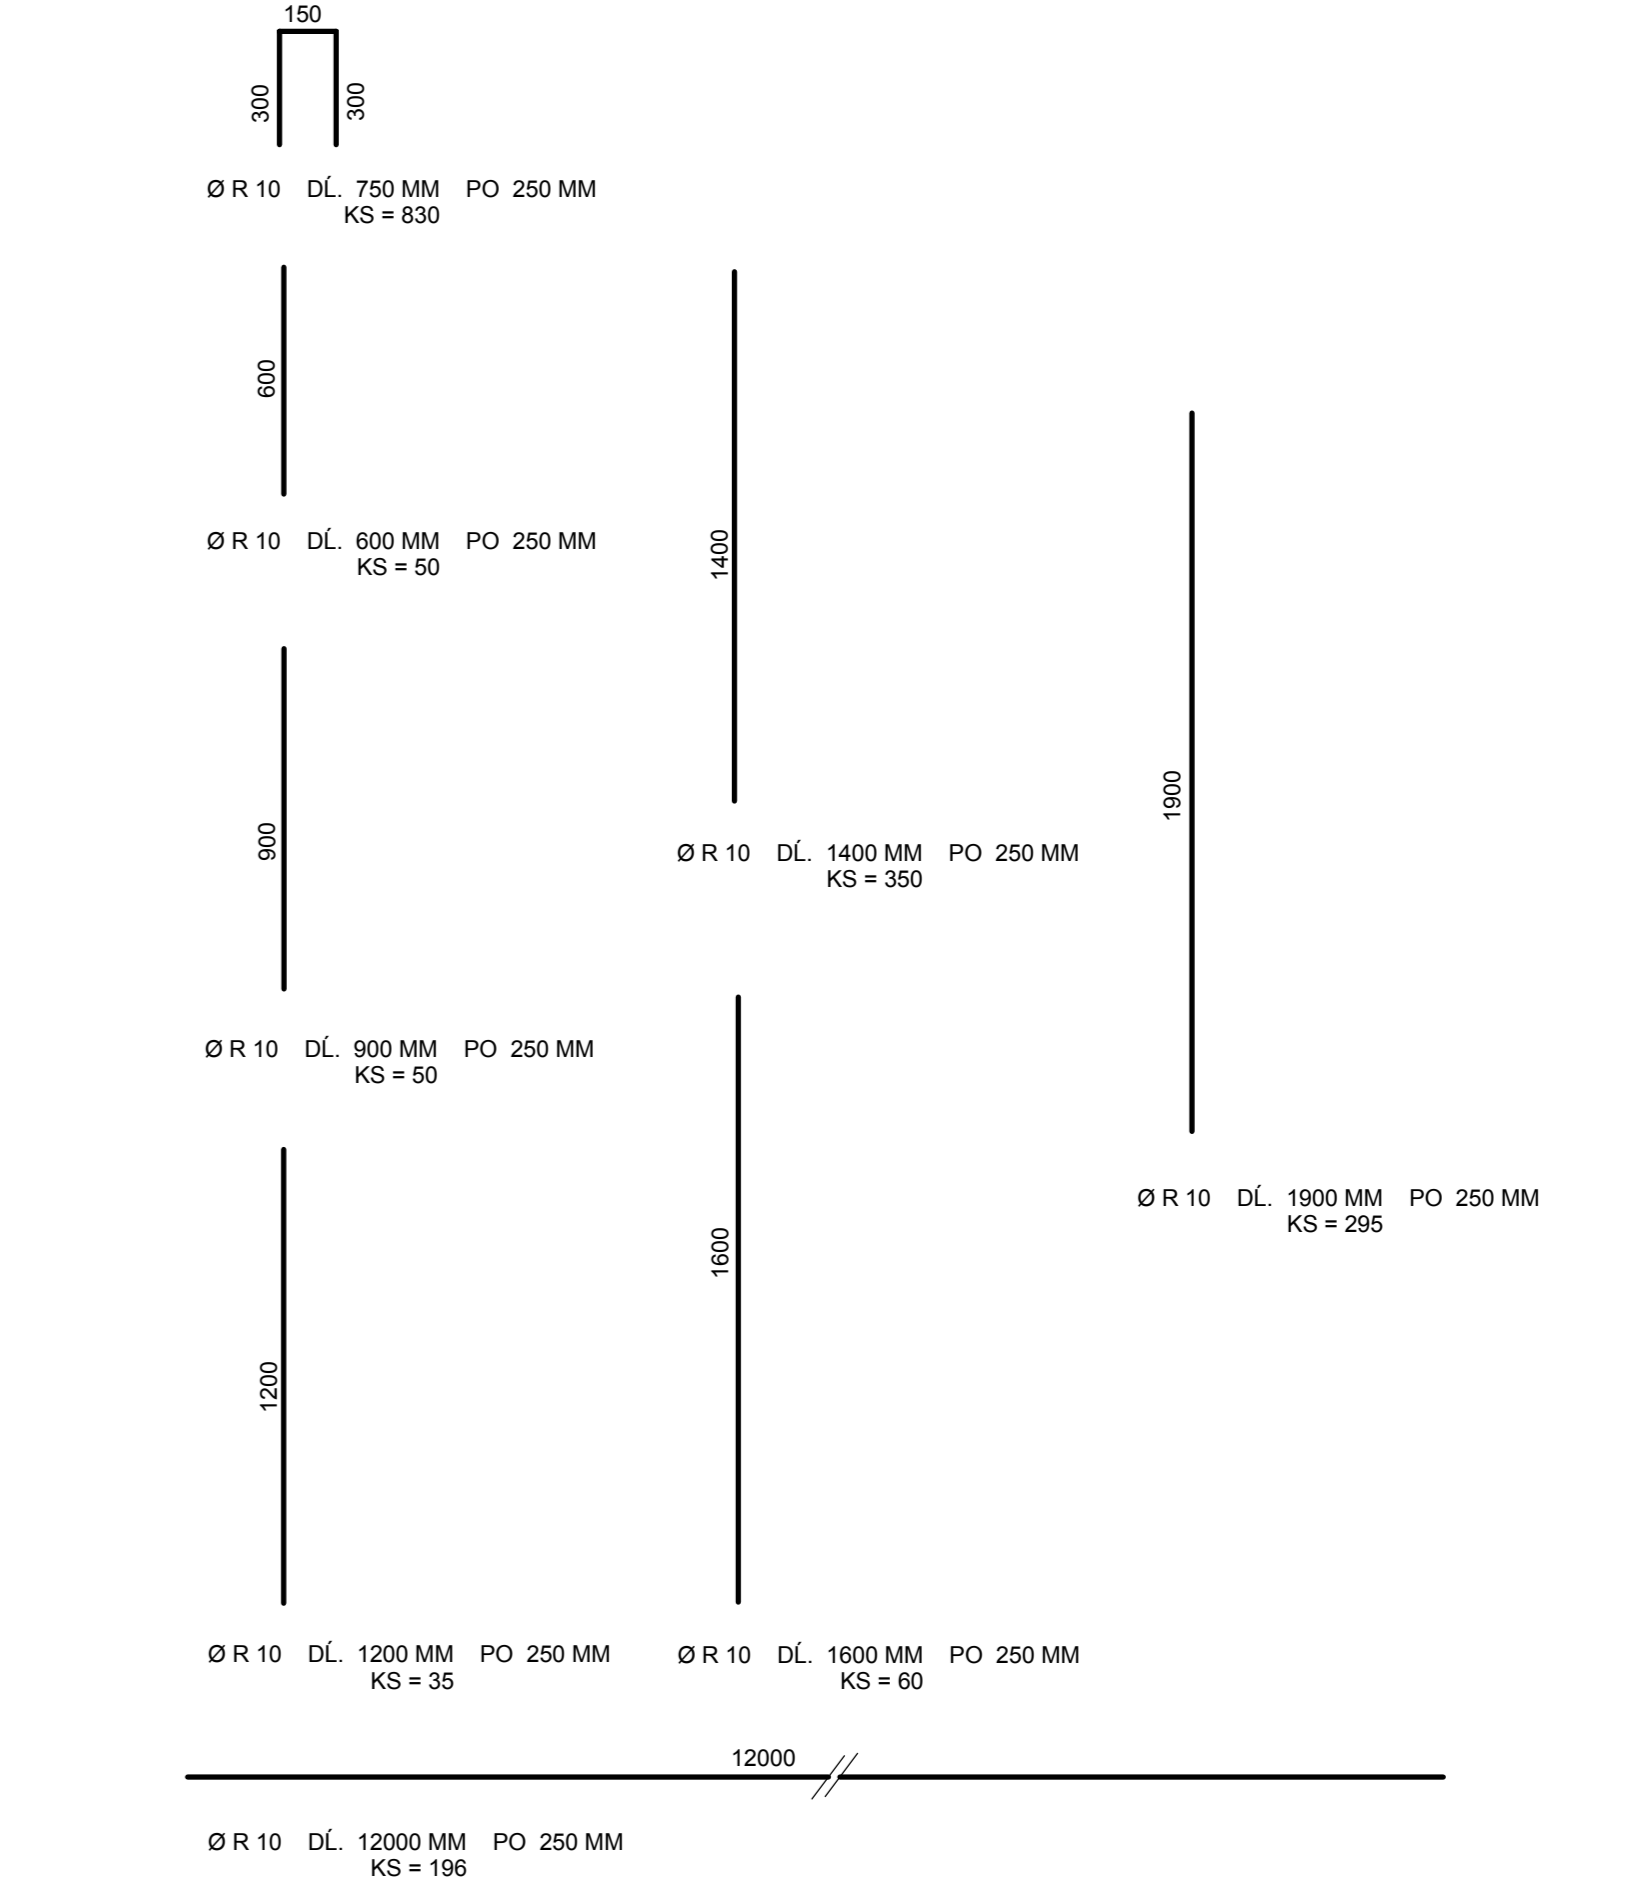 150
300
300
Ø R 10 DĹ. 750 MM PO 250 MM
KS = 830
600
Ø R 10 DĹ. 600 MM PO 250 MM
KS = 50
900
Ø R 10 DĹ. 900 MM PO 250 MM
KS = 50
1200
Ø R 10 DĹ. 1200 MM PO 250 MM
KS = 35
1400
Ø R 10 DĹ. 1400 MM PO 250 MM
KS = 350
1600
Ø R 10 DĹ. 1600 MM PO 250 MM
KS = 60
1900
Ø R 10 DĹ. 1900 MM PO 250 MM
KS = 295
12000
Ø R 10 DĹ. 12000 MM PO 250 MM
KS = 196